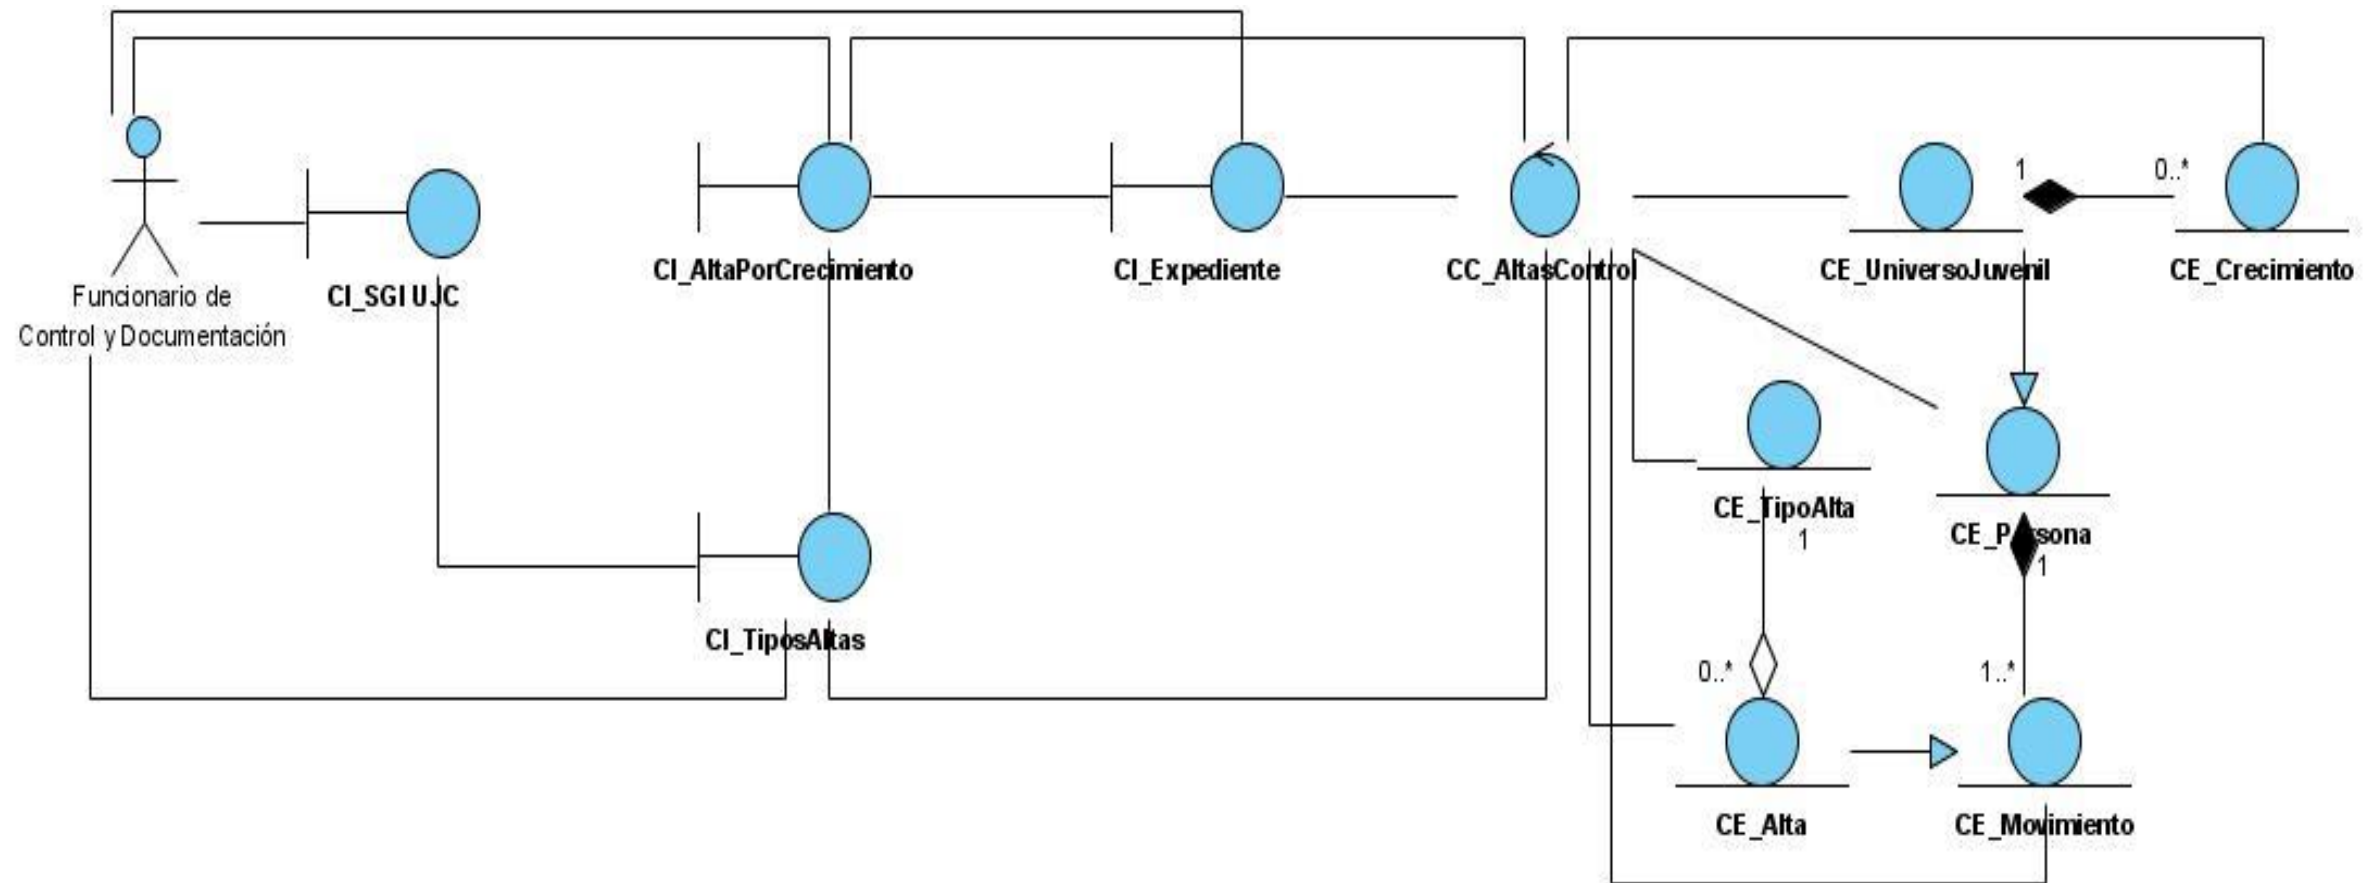 1
0..*
CI_AltaPorCrecimiento
CI_Expediente
CC_AltasControl
CE_UniversoJuvenil
CE_Crecimiento
Funcionario de
Control y Documentación
CI_SGI UJC
CE_TipoAlta
1
CE_Persona
1
CI_TiposAltas
0..*
1..*
CE_Alta
CE_Movimiento